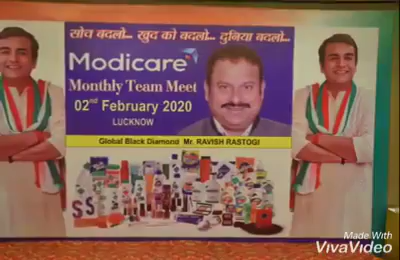 सोच बदलो... खुद को बदलो... दुनिया बदलो...
Modicare
Monthly Team Meet
02nd February 2020
LUCKNOW
Global Black Diamond Mr. RAVISH RASTOGI
Made With
VivaVideo